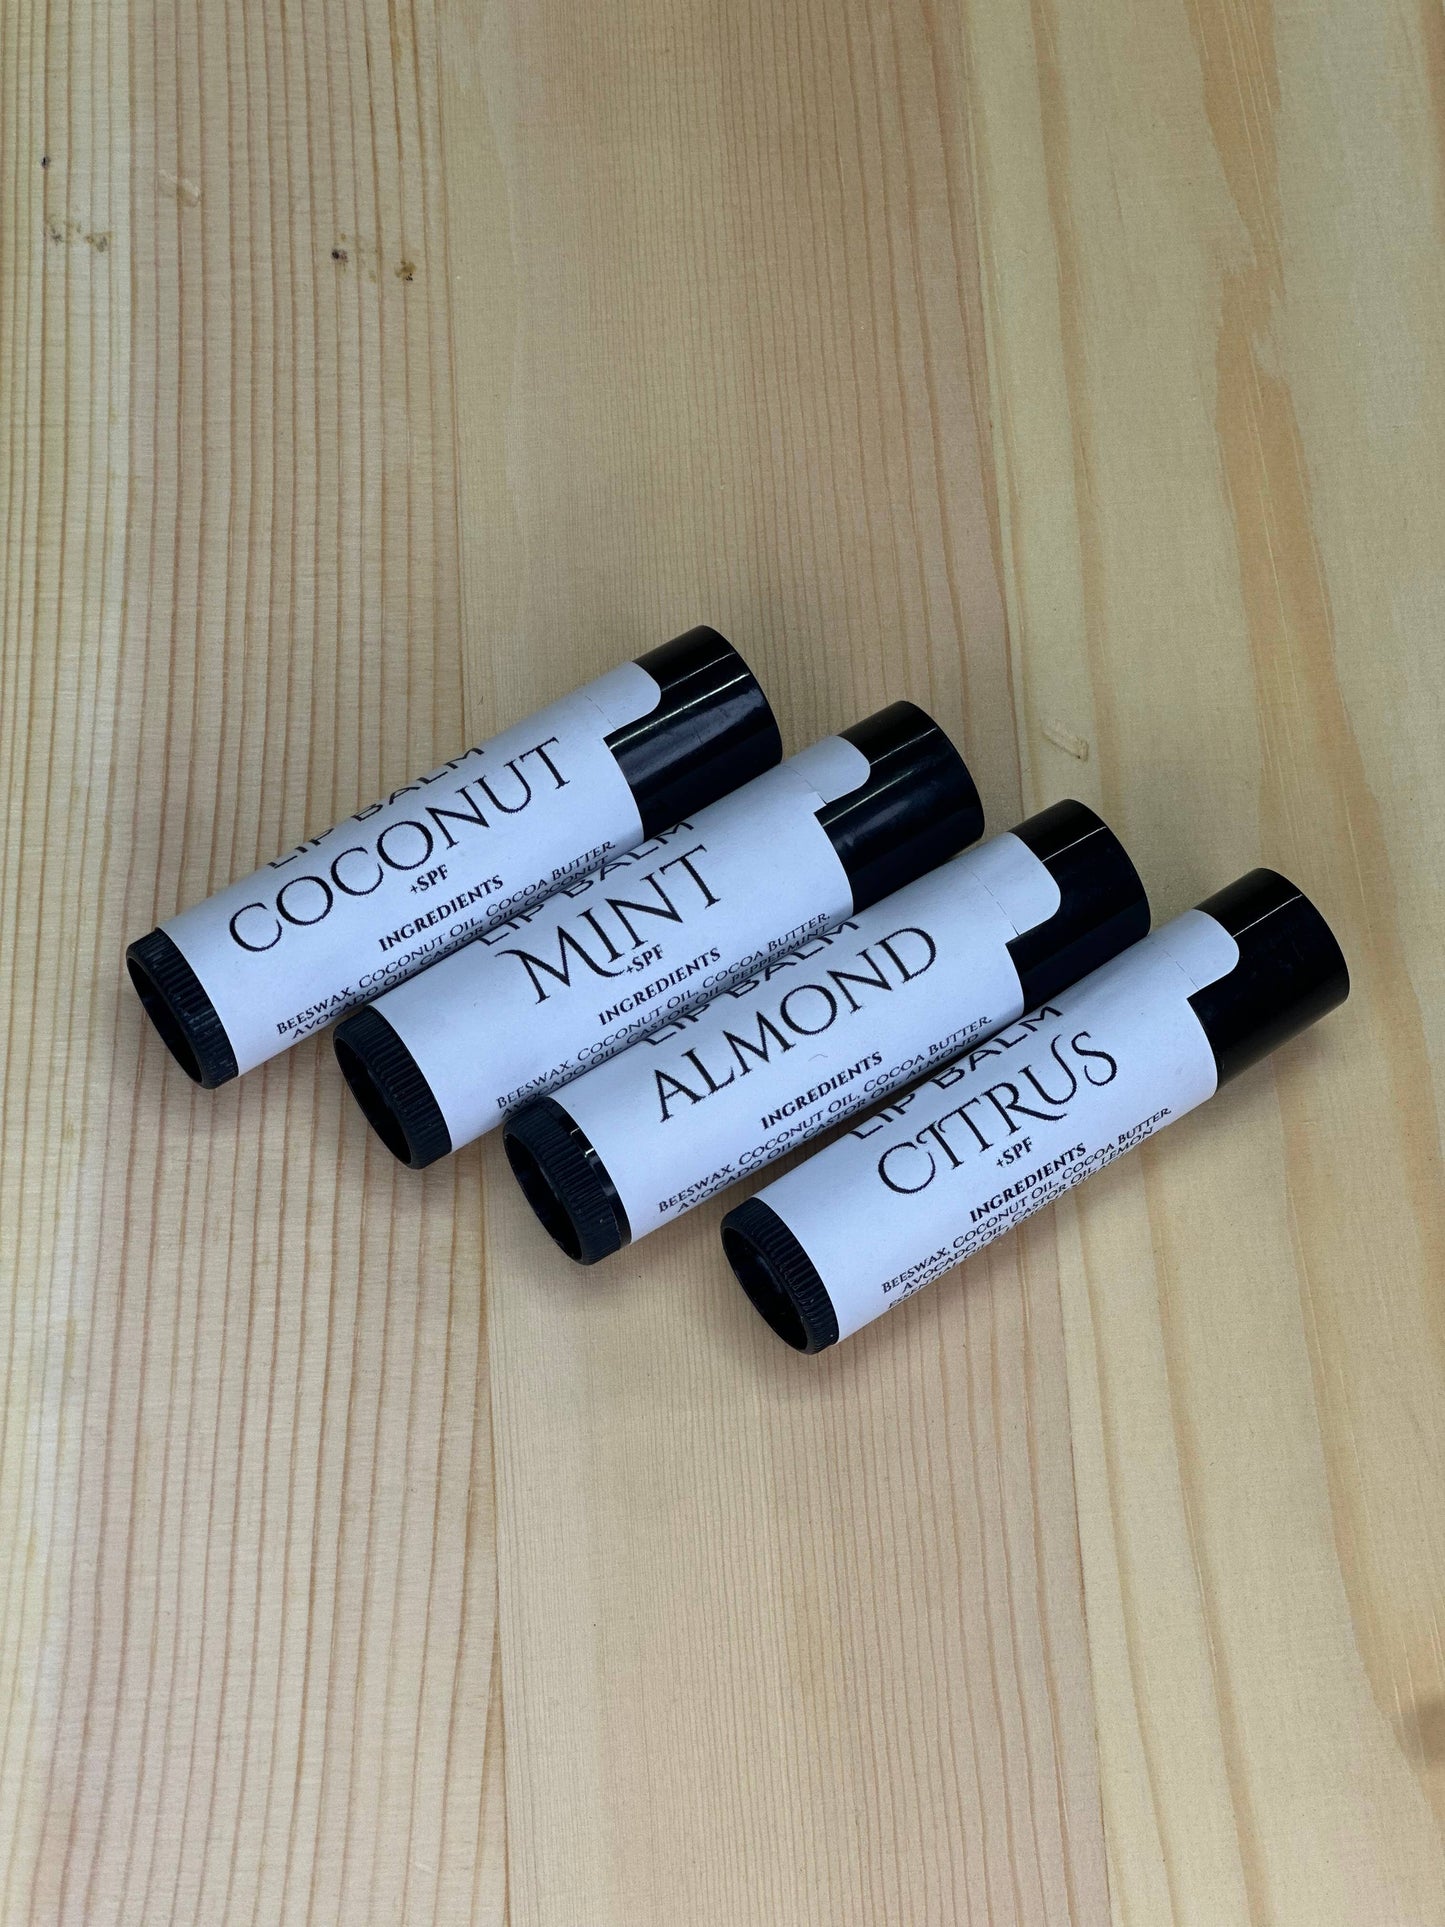 LIP BALM
COCONUT
+SPF
INGREDIENTS
BEESWAX, COCONUT OIL, COCOA BUTTER,
AVOCADO OIL, CASTOR OIL, COCONUT
LIP BALM
MINT
+SPF
INGREDIENTS
BEESWAX, COCONUT OIL, COCOA BUTTER,
AVOCADO OIL, CASTOR OIL, PEPPERMINT
LIP BALM
ALMOND
INGREDIENTS
BEESWAX, COCONUT OIL, COCOA BUTTER,
AVOCADO OIL, CASTOR OIL, ALMOND
LIP BALM
CITRUS
+SPF
INGREDIENTS
BEESWAX, COCONUT OIL, COCOA BUTTER,
AVOCADO OIL, CASTOR OIL, LEMON
ESSENTIAL